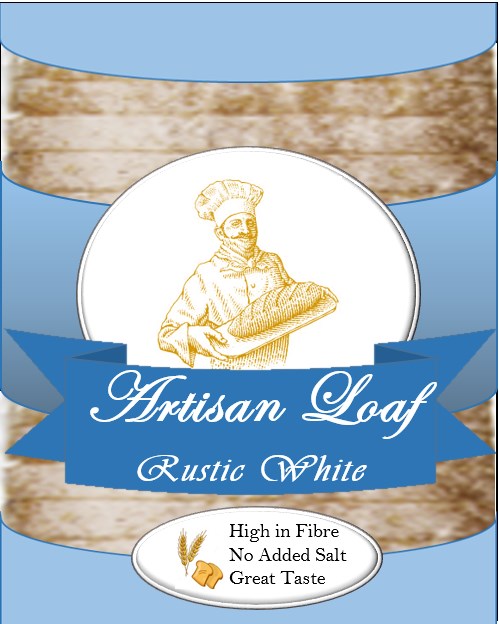 Artisan Loaf
Rustic White
High in Fibre
No Added Salt
Great Taste